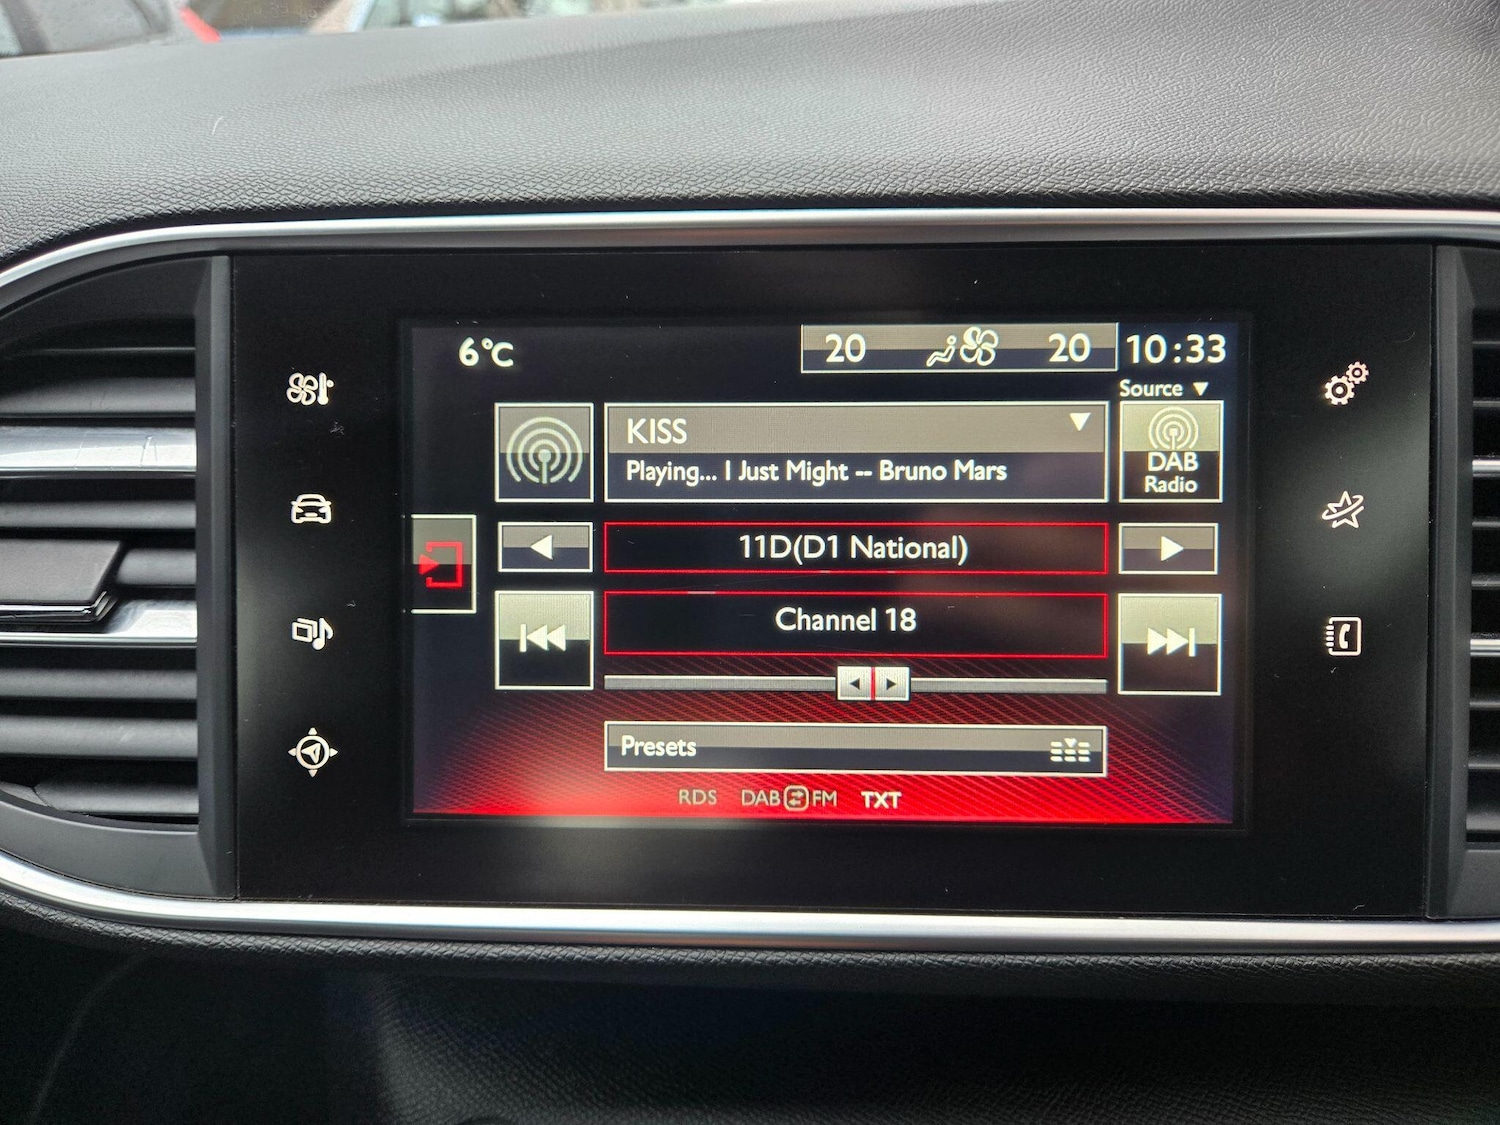 6°C
20 20 10:33
Source
KISS
Playing... I Just Might -- Bruno Mars
DAB
Radio
11D(D1 National)
Channel 18
Presets
RDS DAB FM TXT